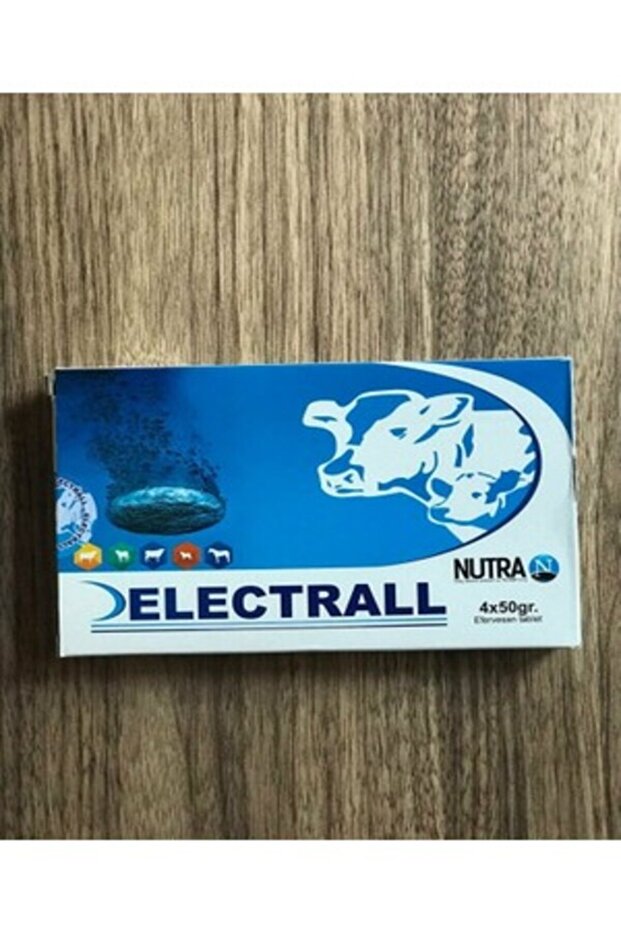 NUTRA N
ELECTRALL
4x50gr.
Efervesan tablet